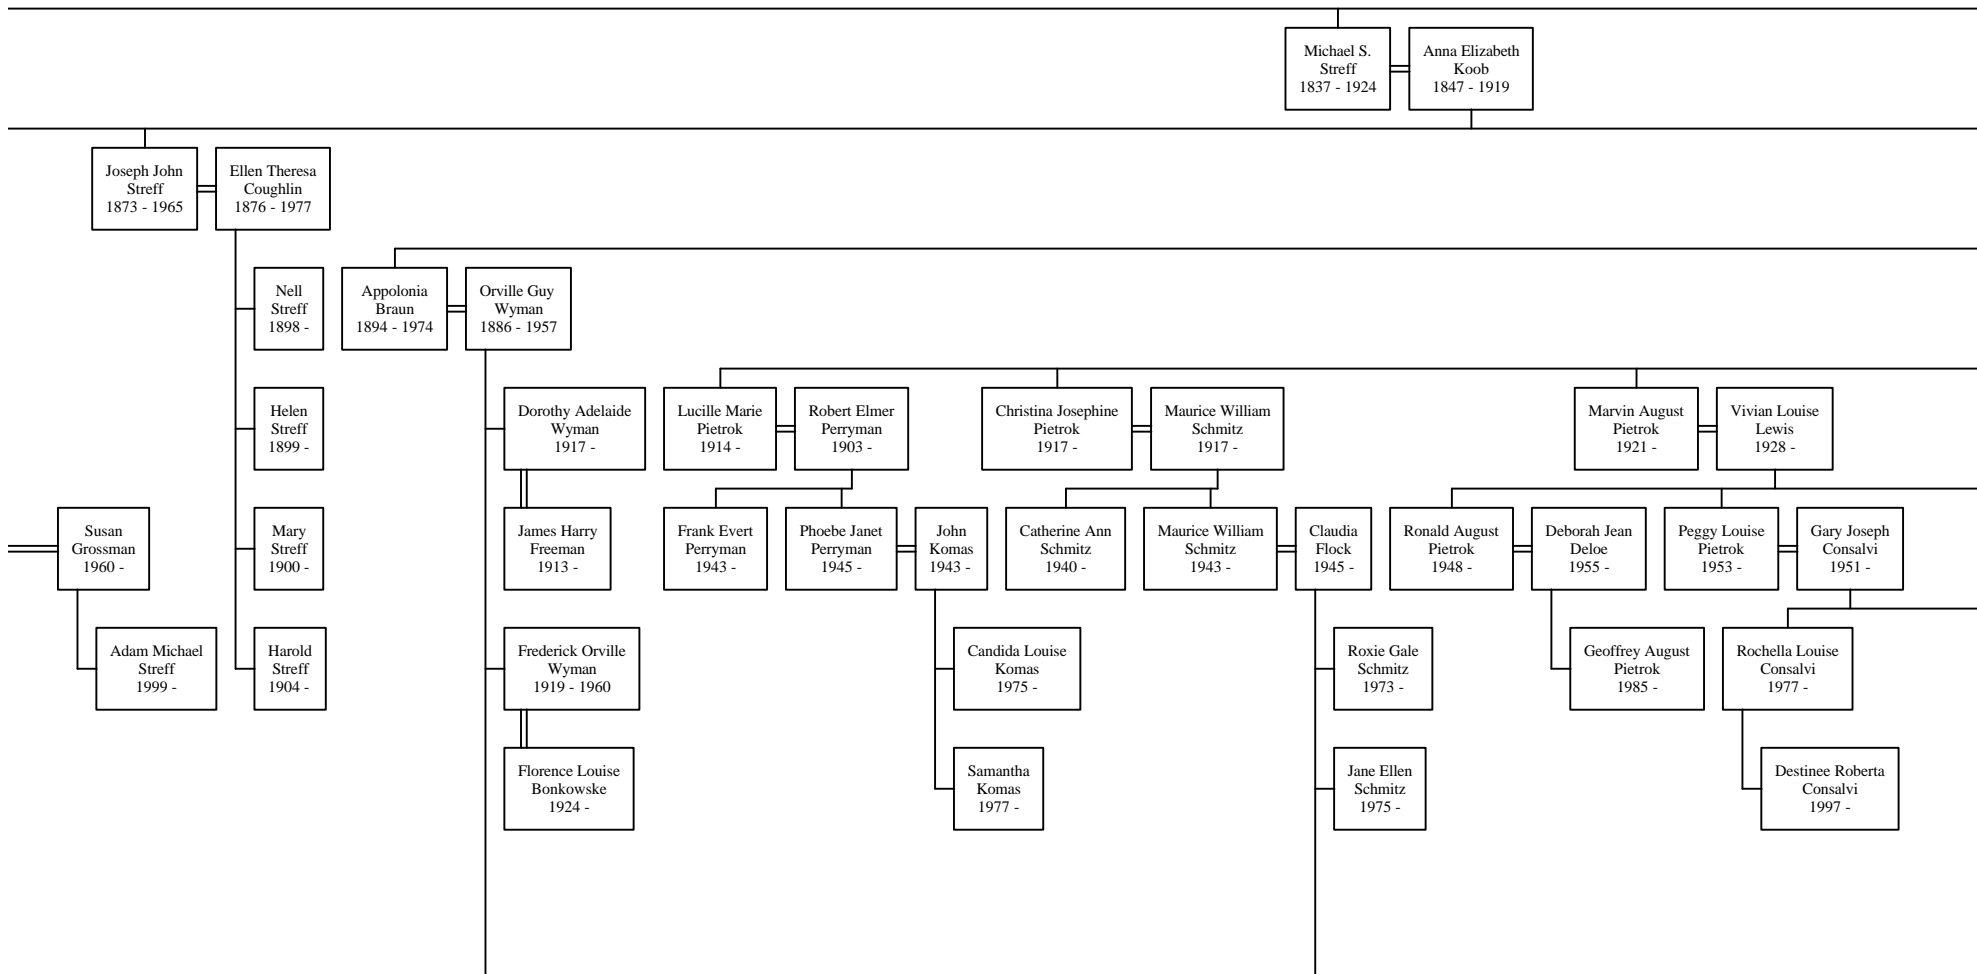 Michael S.
Streff
1837 - 1924
Anna Elizabeth
Koob
1847 - 1919
Joseph John
Streff
1873 - 1965
Ellen Theresa
Coughlin
1876 - 1977
Nell
Streff
1898 -
Appolonia
Braun
1894 - 1974
Orville Guy
Wyman
1886 - 1957
Helen
Streff
1899 -
Dorothy Adelaide
Wyman
1917 -
Lucille Marie
Pietrok
1914 -
Robert Elmer
Perryman
1903 -
Christina Josephine
Pietrok
1917 -
Maurice William
Schmitz
1917 -
Marvin August
Pietrok
1921 -
Vivian Louise
Lewis
1928 -
Susan
Grossman
1960 -
Mary
Streff
1900 -
James Harry
Freeman
1913 -
Frank Evert
Perryman
1943 -
Phoebe Janet
Perryman
1945 -
John
Komas
1943 -
Catherine Ann
Schmitz
1940 -
Maurice William
Schmitz
1943 -
Claudia
Flock
1945 -
Ronald August
Pietrok
1948 -
Deborah Jean
Deloe
1955 -
Peggy Louise
Pietrok
1953 -
Gary Joseph
Consalvi
1951 -
Adam Michael
Streff
1999 -
Harold
Streff
1904 -
Frederick Orville
Wyman
1919 - 1960
Candida Louise
Komas
1975 -
Roxie Gale
Schmitz
1973 -
Geoffrey August
Pietrok
1985 -
Rochella Louise
Consalvi
1977 -
Florence Louise
Bonkowske
1924 -
Samantha
Komas
1977 -
Jane Ellen
Schmitz
1975 -
Destinee Roberta
Consalvi
1997 -